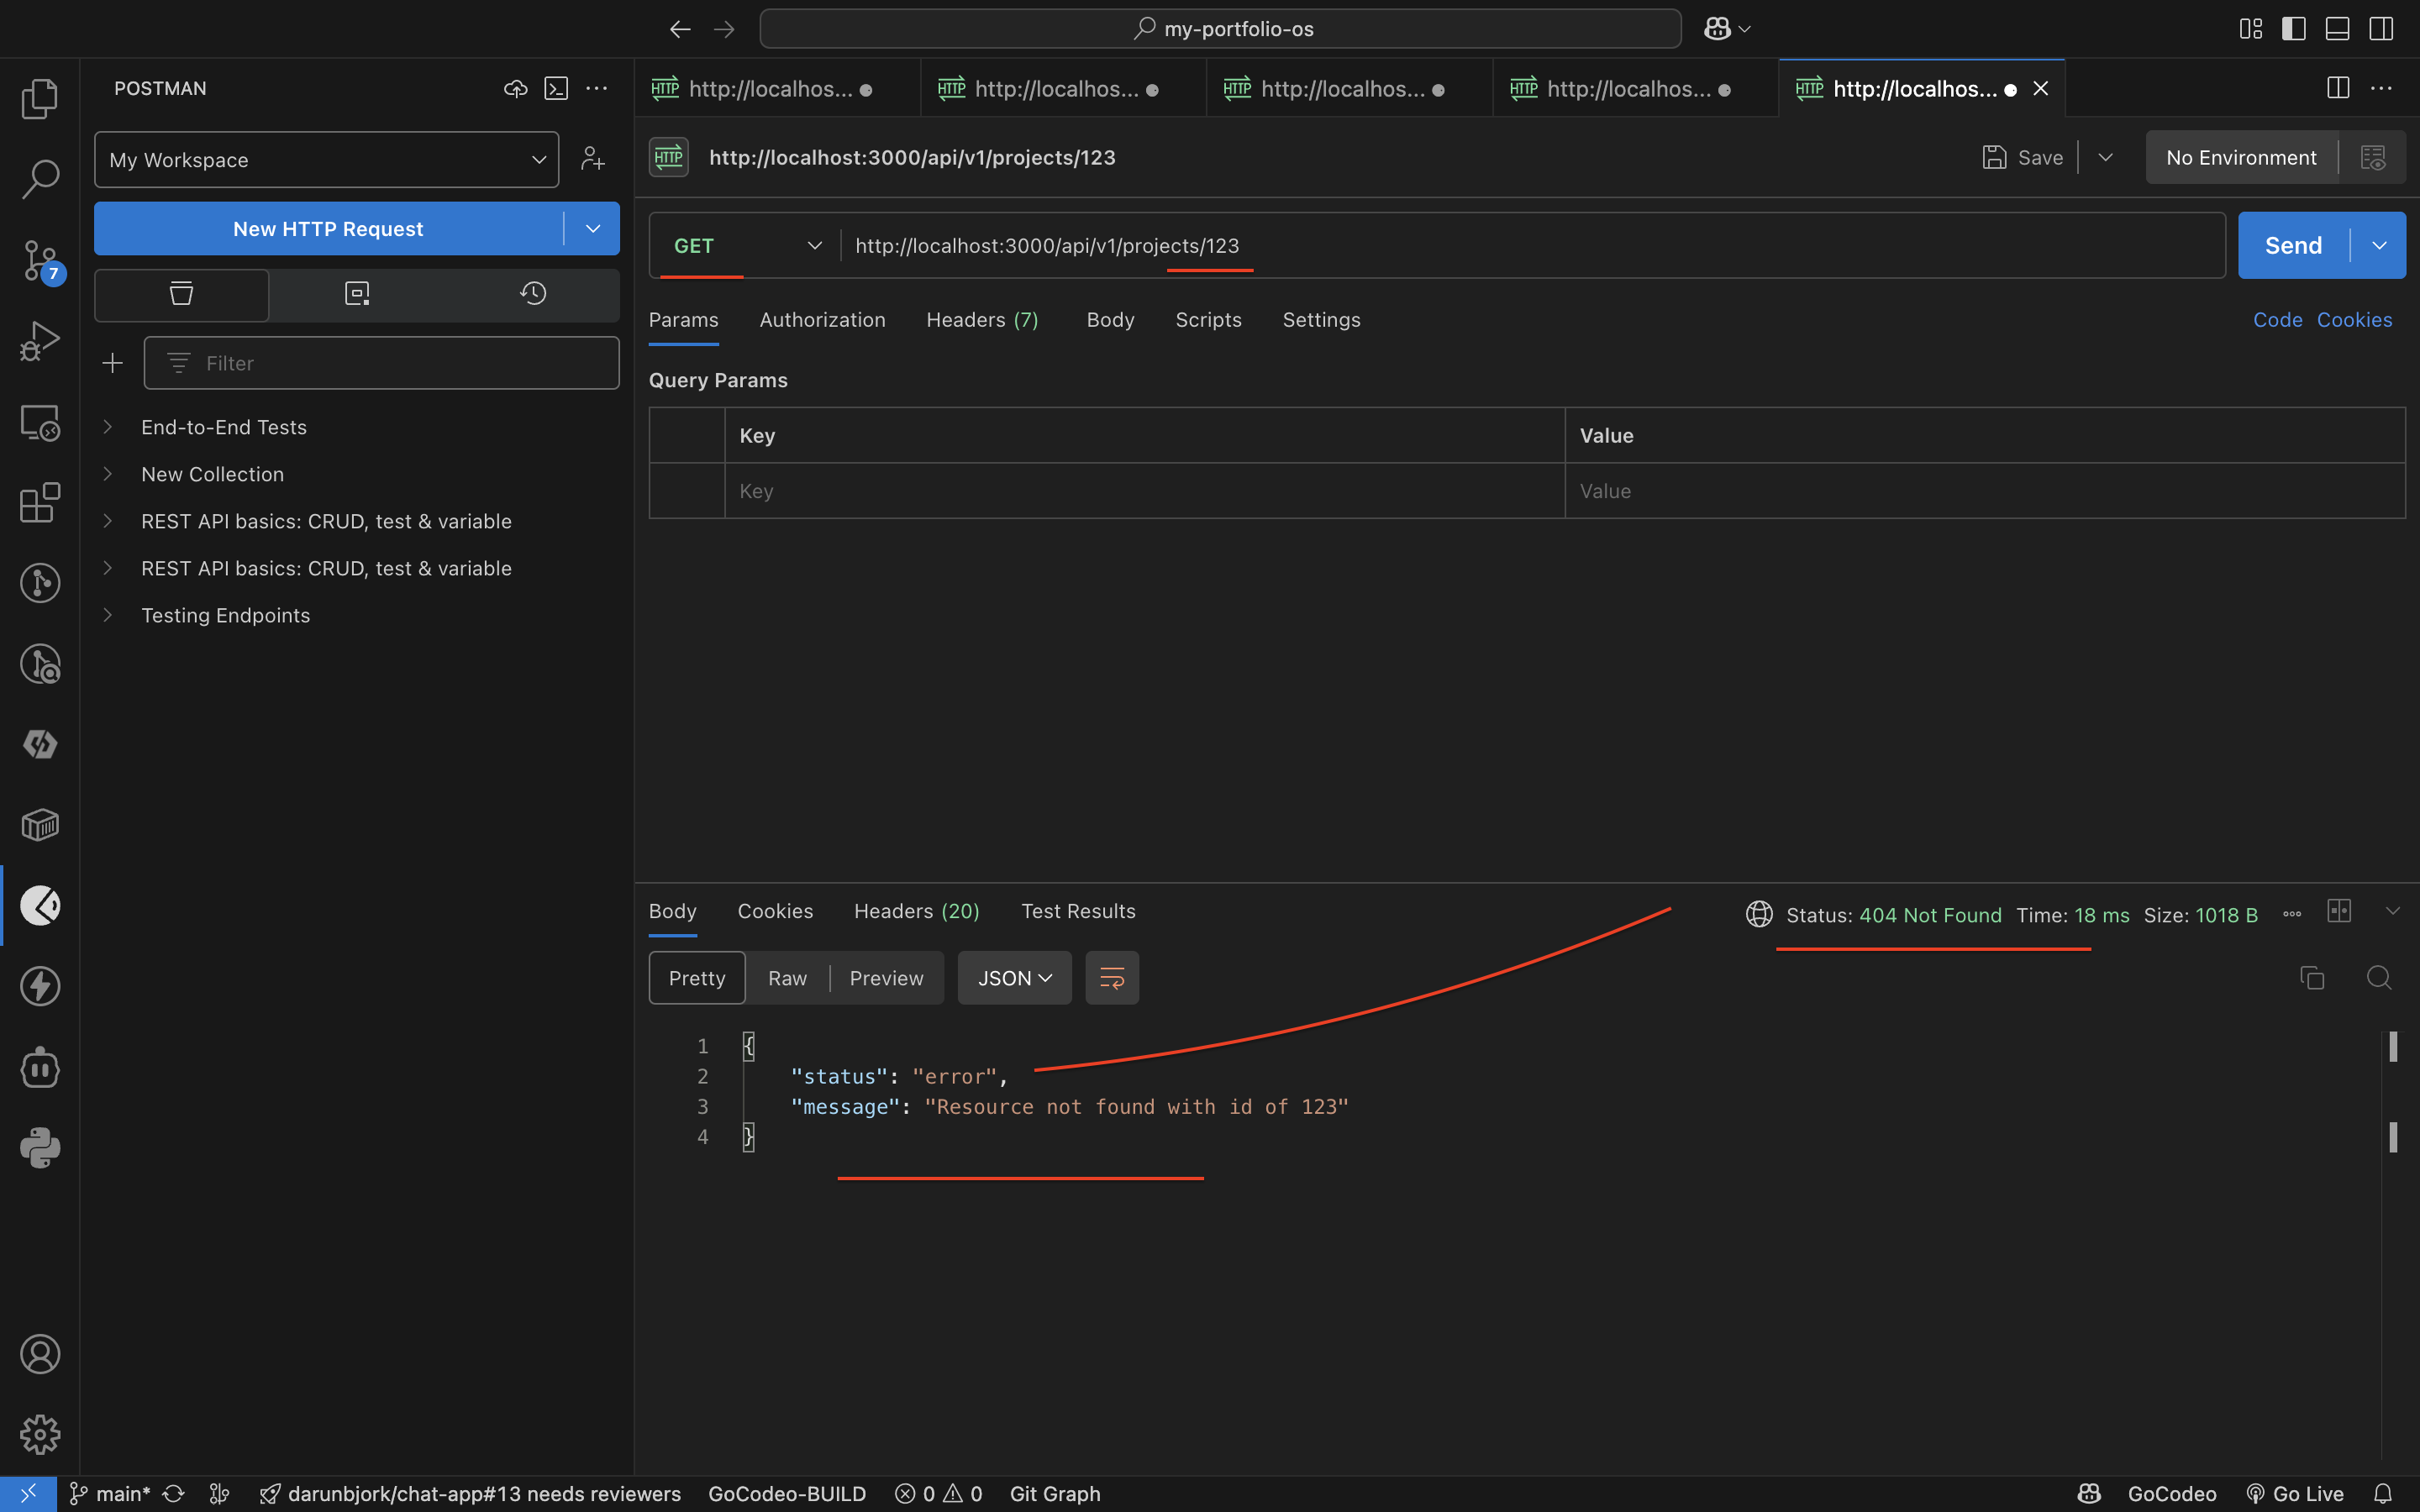 my-portfolio-os
POSTMAN
My Workspace
New HTTP Request
Filter
End-to-End Tests
New Collection
REST API basics: CRUD, test & variable
REST API basics: CRUD, test & variable
Testing Endpoints
7
HTTP http://localhos...
HTTP http://localhos...
HTTP http://localhos...
HTTP http://localhos...
HTTP http://localhos...
HTTP http://localhost:3000/api/v1/projects/123
Save
No Environment
GET http://localhost:3000/api/v1/projects/123
Send
Params Authorization Headers (7) Body Scripts Settings
Code Cookies
Query Params
Key Value
Key Value
Body Cookies Headers (20) Test Results
Status: 404 Not Found Time: 18 ms Size: 1018 B
Pretty Raw Preview JSON
1 {
2 "status": "error",
3 "message": "Resource not found with id of 123"
4 }
main* darunbjork/chat-app#13 needs reviewers GoCodeo-BUILD 0 0 Git Graph GoCodeo Go Live